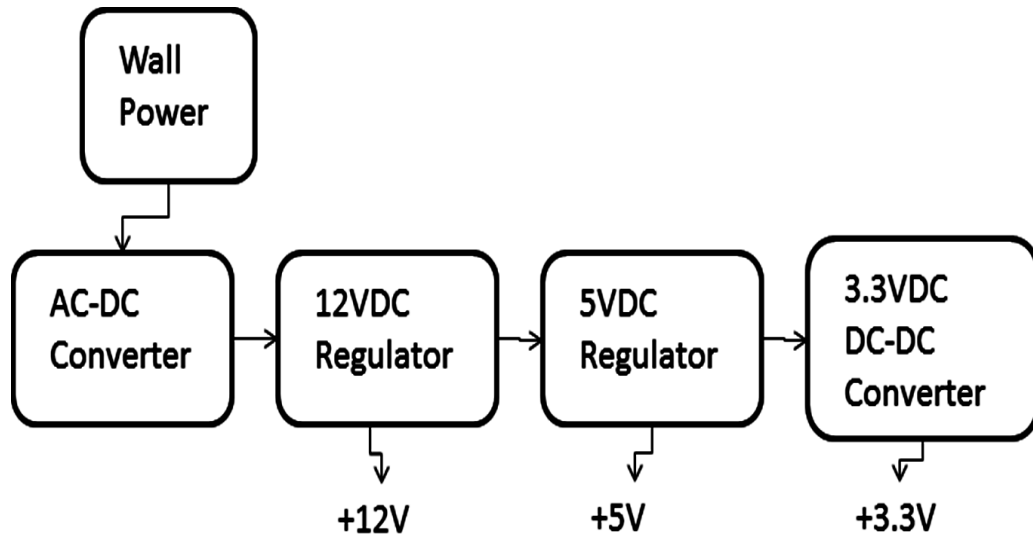 Wall
Power
AC-DC
Converter
12VDC
Regulator
5VDC
Regulator
3.3VDC
DC-DC
Converter
+12V
+5V
+3.3V